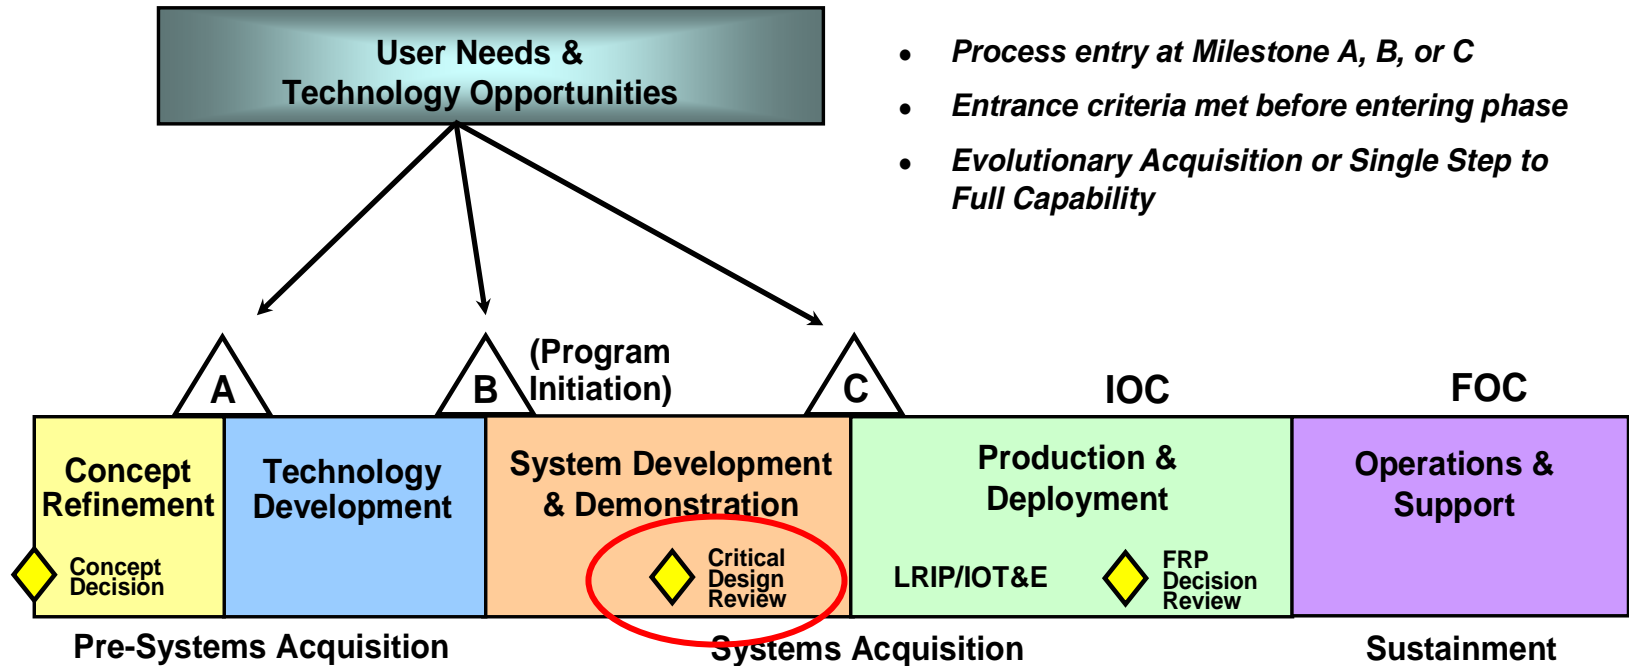 User Needs &
Technology Opportunities
• Process entry at Milestone A, B, or C
• Entrance criteria met before entering phase
• Evolutionary Acquisition or Single Step to
Full Capability
A
B
(Program
Initiation)
C
IOC
FOC
Concept
Refinement
Technology
Development
System Development
& Demonstration
Production &
Deployment
Operations &
Support
Concept
Decision
Critical
Design
Review
LRIP/IOT&E
FRP
Decision
Review
Pre-Systems Acquisition
Systems Acquisition
Sustainment